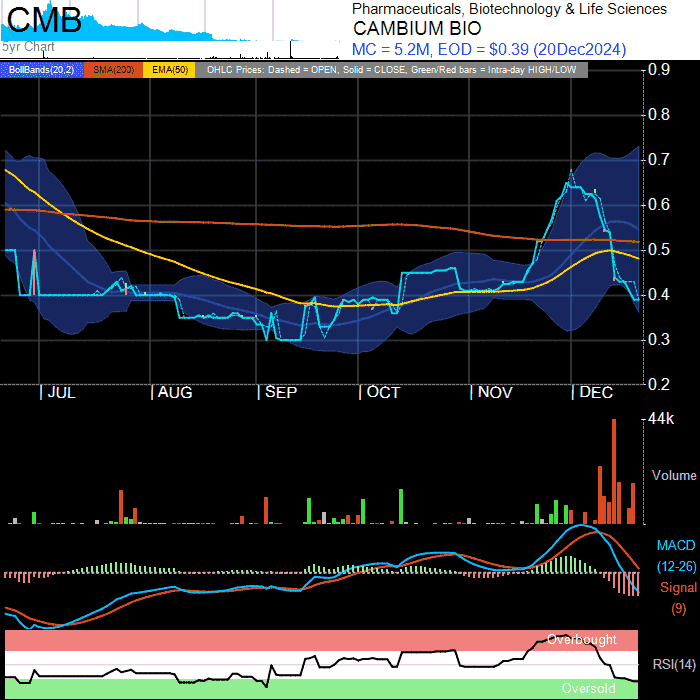 CMB
5yr Chart
Pharmaceuticals, Biotechnology & Life Sciences
CAMBIUM BIO
MC = 5.2M, EOD = $0.39 (20Dec2024)
BollBands(20,2) SMA(200) EMA(50) OHLC Prices: Dashed = OPEN, Solid = CLOSE, Green/Red bars = Intra-day HIGH/LOW
0.9
0.8
0.7
0.6
0.5
0.4
0.3
0.2
JUL AUG SEP OCT NOV DEC
44k
Volume
MACD
(12-26)
Signal
(9)
Overbought
RSI(14)
Oversold